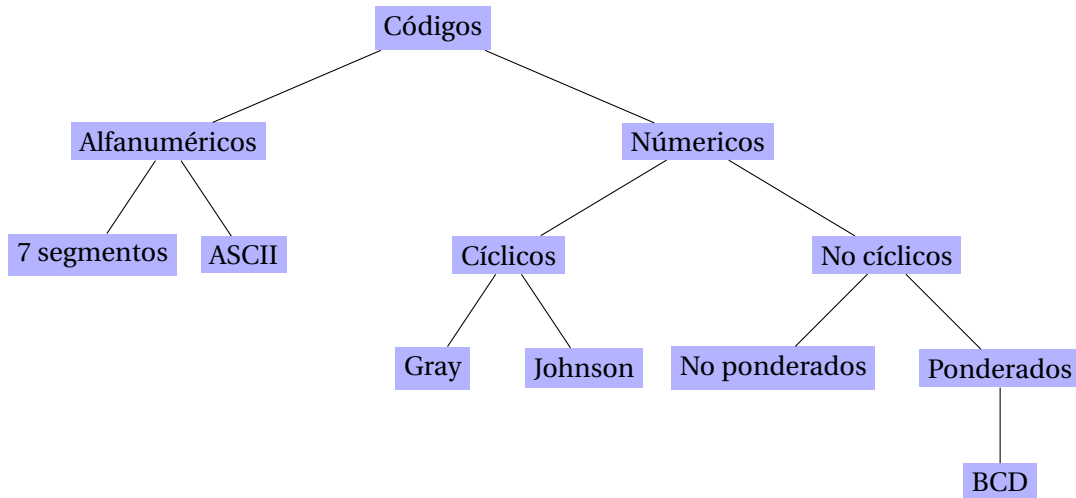 Códigos
Alfanuméricos
Númericos
7 segmentos
ASCII
Cíclicos
No cíclicos
Gray
Johnson
No ponderados
Ponderados
BCD